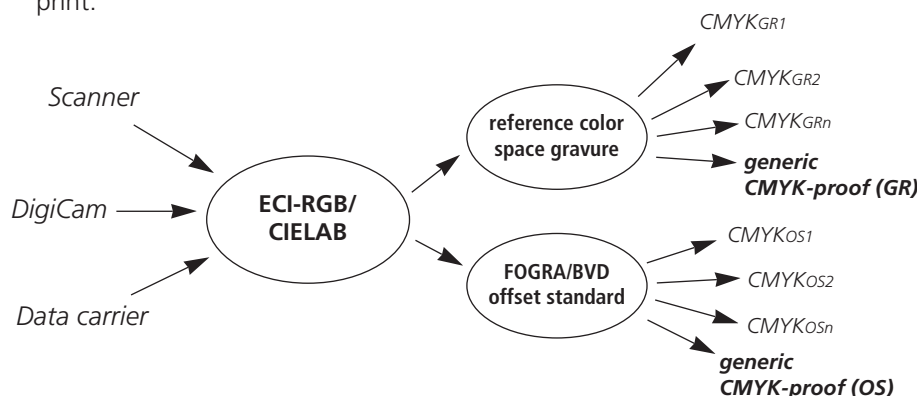 print.
Scanner
DigiCam
Data carrier
ECI-RGB/
CIELAB
reference color
space gravure
FOGRA/BVD
offset standard
CMYKGR1
CMYKGR2
CMYKGRn
generic
CMYK-proof (GR)
CMYKOS1
CMYKOS2
CMYKOSn
generic
CMYK-proof (OS)